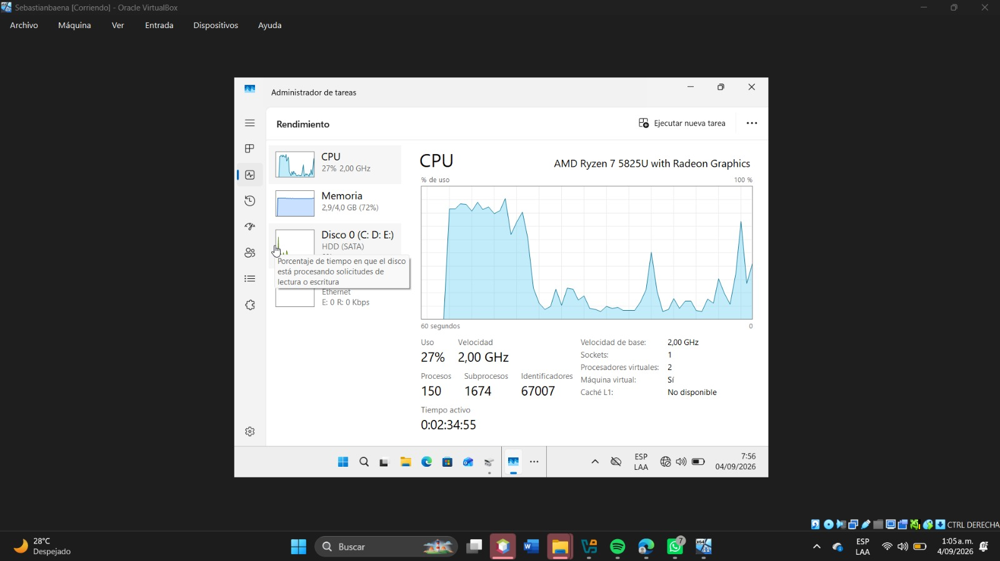 Sebastianbaena [Corriendo] - Oracle VirtualBox
Archivo Máquina Ver Entrada Dispositivos Ayuda
Administrador de tareas
Rendimiento
Ejecutar nueva tarea
CPU
27% 2,00 GHz
Memoria
2,9/4,0 GB (72%)
Disco 0 (C: D: E:)
HDD (SATA)
Porcentaje de tiempo en que el disco
está procesando solicitudes de
lectura o escritura
Ethernet
E: 0 R: 0 Kbps
CPU
AMD Ryzen 7 5825U with Radeon Graphics
% de uso
100 %
60 segundos
0
Uso
27%
Velocidad
2,00 GHz
Procesos
150
Subprocesos
1674
Identificadores
67007
Tiempo activo
0:02:34:55
Velocidad de base: 2,00 GHz
Sockets: 1
Procesadores virtuales: 2
Máquina virtual: Sí
Caché L1: No disponible
ESP
LAA
7:56
04/09/2026
CTRL DERECHA
28°C
Despejado
Buscar
7
ESP
LAA
1:05 a. m.
4/09/2026